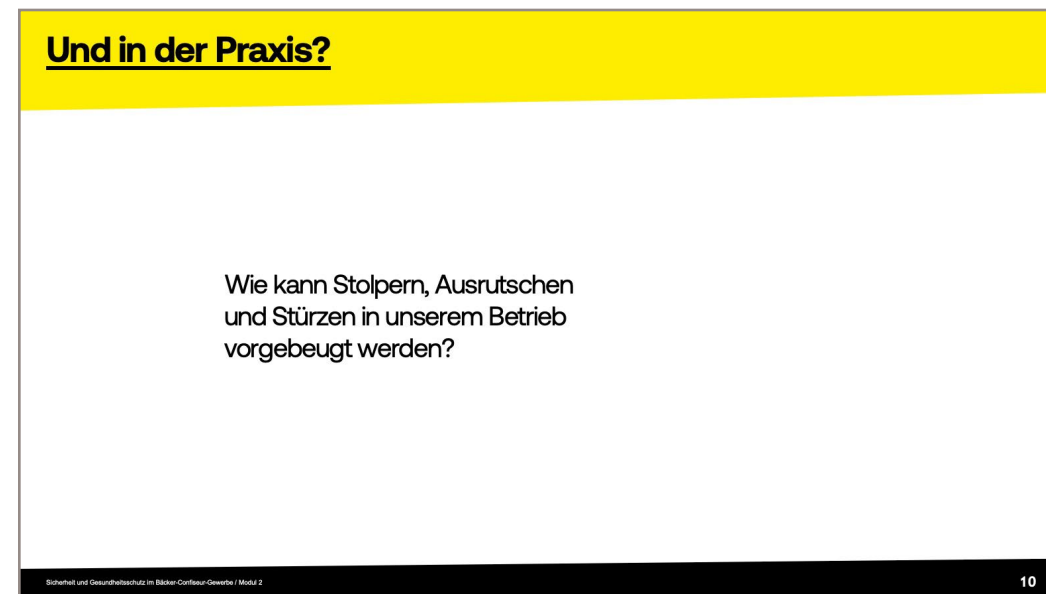 Und in der Praxis?
Wie kann Stolpern, Ausrutschen
und Stürzen in unserem Betrieb
vorgebeugt werden?
Sicherheit und Gesundheitsschutz im Bäcker-Confiseur-Gewerbe / Modul 2
10